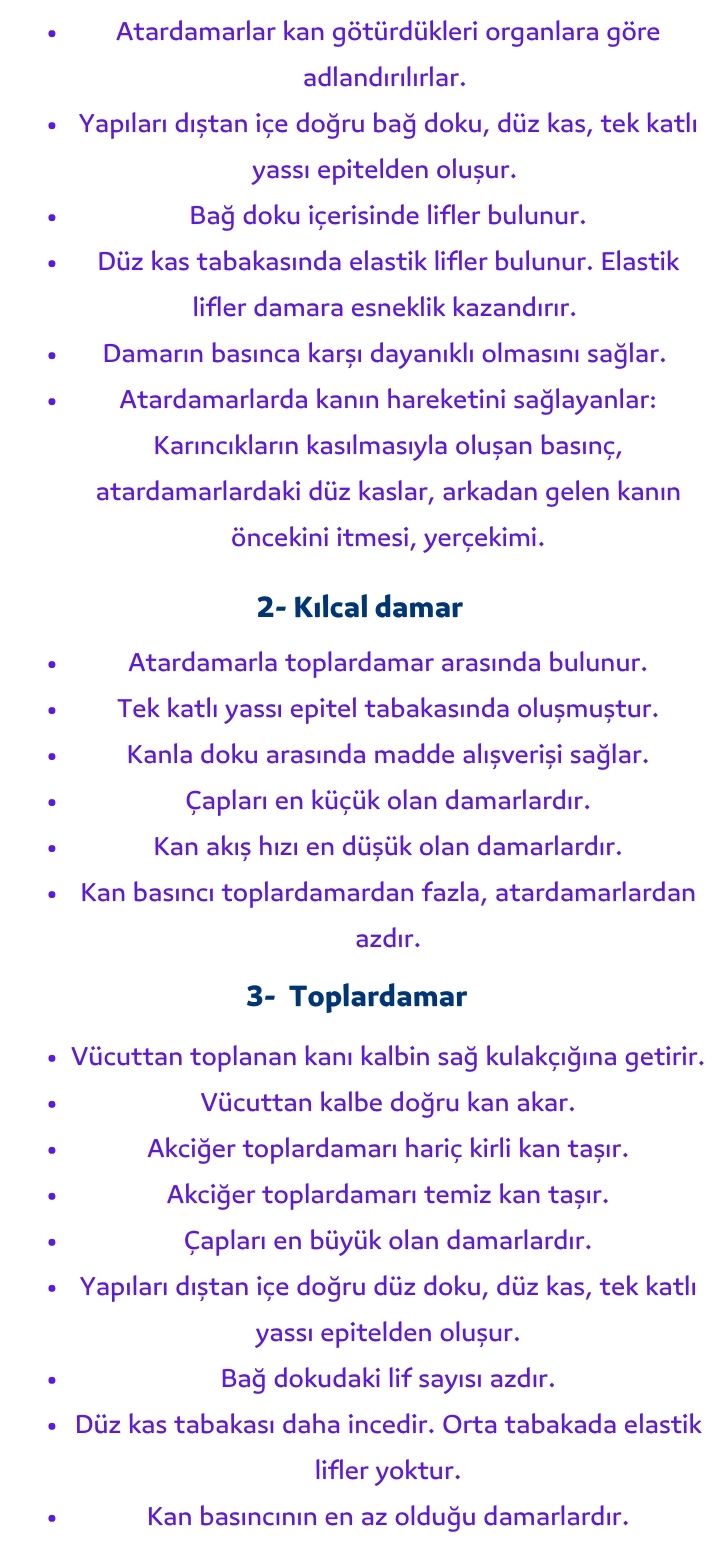 • Atardamarlar kan götürdükleri organlara göre
adlandırılırlar.
• Yapıları dıştan içe doğru bağ doku, düz kas, tek katlı
yassı epitelden oluşur.
• Bağ doku içerisinde lifler bulunur.
• Düz kas tabakasında elastik lifler bulunur. Elastik
lifler damara esneklik kazandırır.
• Damarın basınca karşı dayanıklı olmasını sağlar.
• Atardamarlarda kanın hareketini sağlayanlar:
Karıncıkların kasılmasıyla oluşan basınç,
atardamarlardaki düz kaslar, arkadan gelen kanın
öncekini itmesi, yerçekimi.
2- Kılcal damar
• Atardamarla toplardamar arasında bulunur.
• Tek katlı yassı epitel tabakasında oluşmuştur.
• Kanla doku arasında madde alışverişi sağlar.
• Çapları en küçük olan damarlardır.
• Kan akış hızı en düşük olan damarlardır.
• Kan basıncı toplardamardan fazla, atardamarlardan
azdır.
3- Toplardamar
• Vücuttan toplanan kanı kalbin sağ kulakçığına getirir.
• Vücuttan kalbe doğru kan akar.
• Akciğer toplardamarı hariç kirli kan taşır.
• Akciğer toplardamarı temiz kan taşır.
• Çapları en büyük olan damarlardır.
• Yapıları dıştan içe doğru düz doku, düz kas, tek katlı
yassı epitelden oluşur.
• Bağ dokudaki lif sayısı azdır.
• Düz kas tabakası daha incedir. Orta tabakada elastik
lifler yoktur.
• Kan basıncının en az olduğu damarlardır.